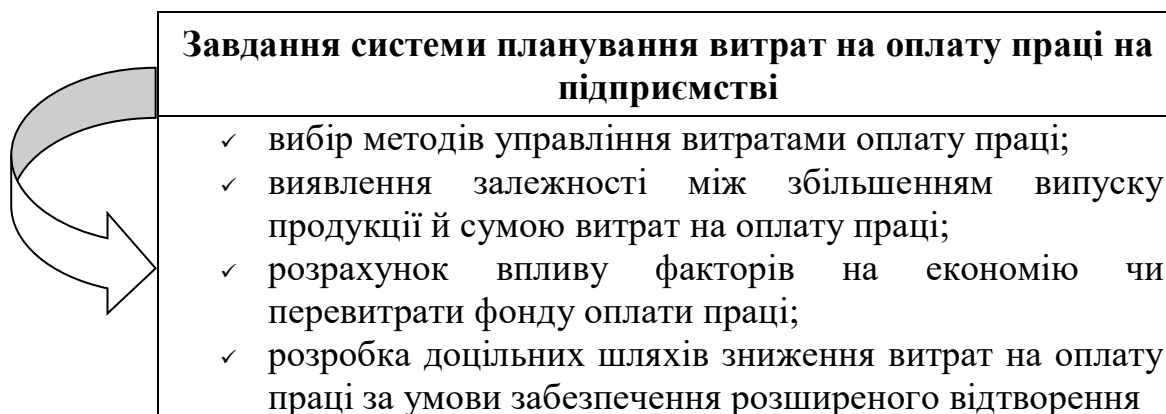 Завдання системи планування витрат на оплату праці на
підприємстві
✓ вибір методів управління витратами оплату праці;
✓ виявлення залежності між збільшенням випуску
продукції й сумою витрат на оплату праці;
✓ розрахунок впливу факторів на економію чи
перевитрати фонду оплати праці;
✓ розробка доцільних шляхів зниження витрат на оплату
праці за умови забезпечення розширеного відтворення